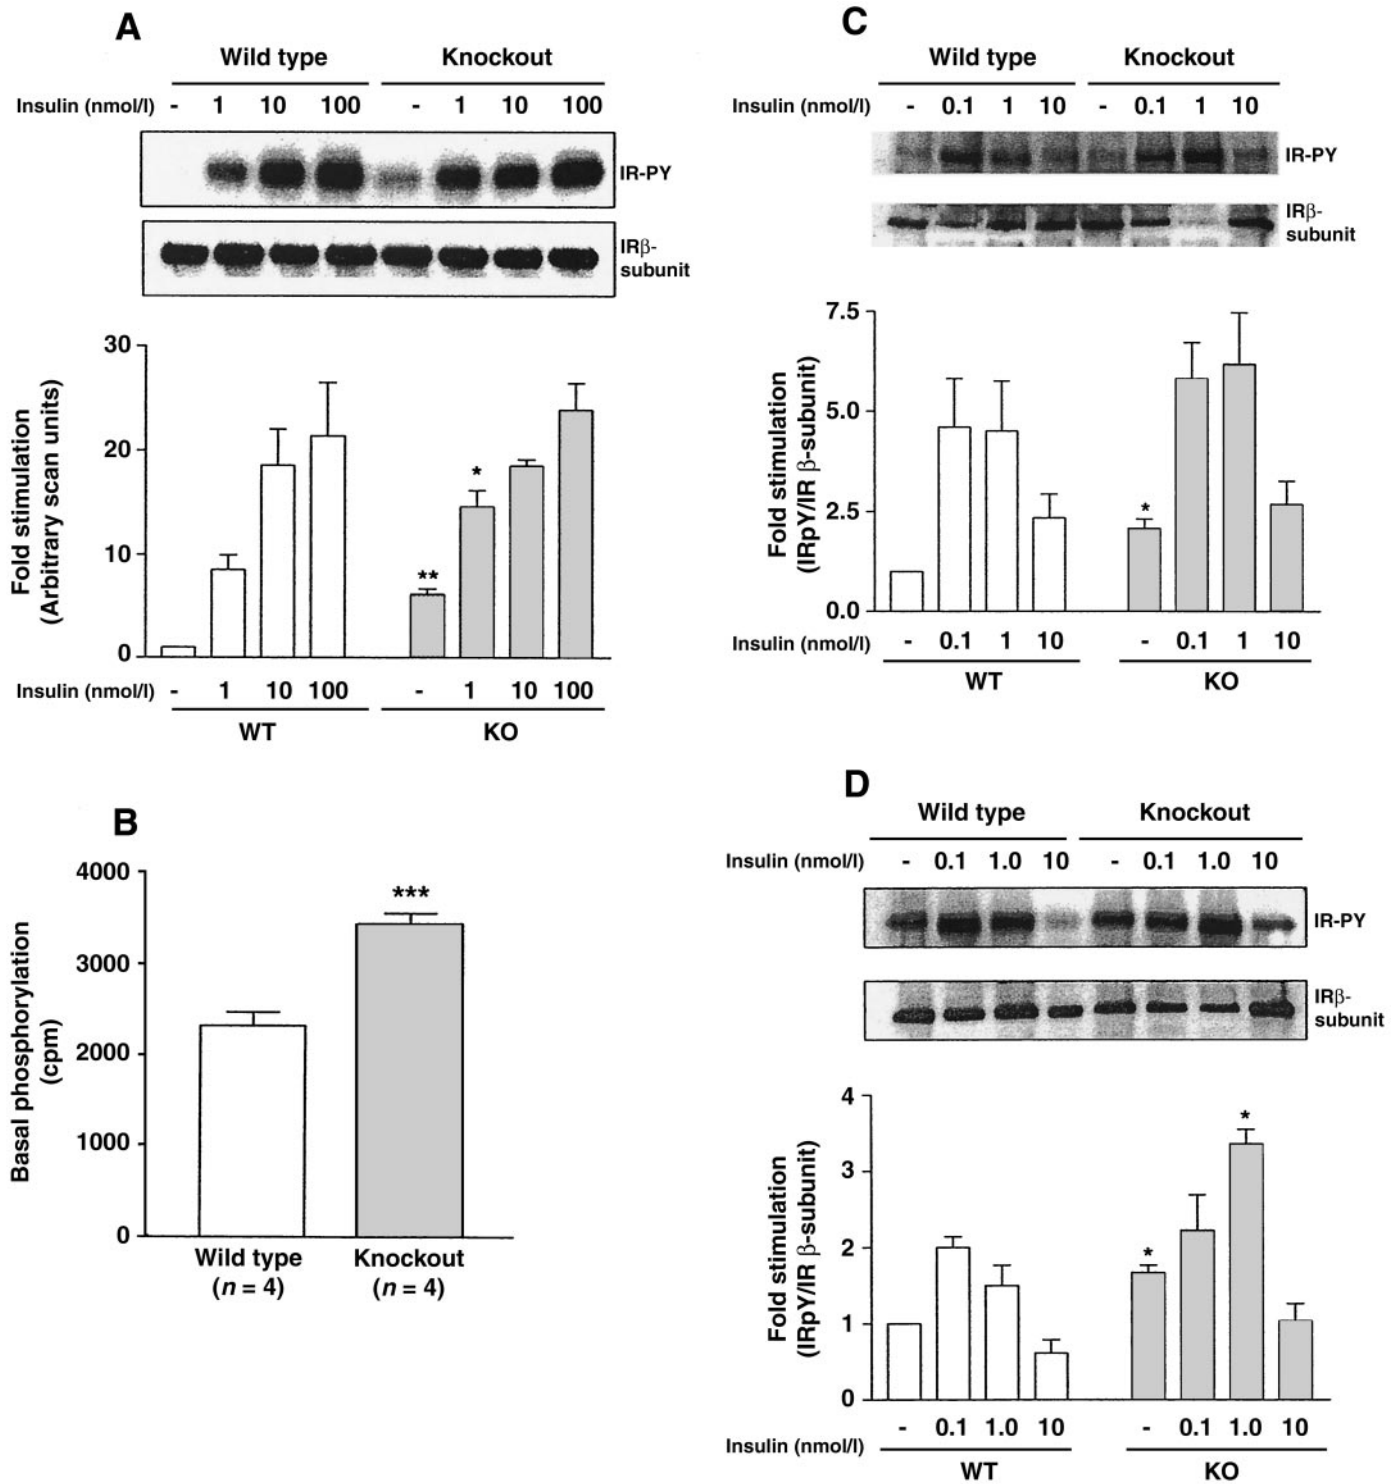 A
Wild type Knockout
Insulin (nmol/l) - 1 10 100 - 1 10 100
IR-PY
IRβ-
subunit
30
20
10
0
Fold stimulation
(Arbitrary scan units)
*
**
Insulin (nmol/l) - 1 10 100 - 1 10 100
WT KO
B
4000
3000
2000
1000
0
Basal phosphorylation
(cpm)
***
Wild type Knockout
(n = 4) (n = 4)
C
Wild type Knockout
Insulin (nmol/l) - 0.1 1 10 - 0.1 1 10
IR-PY
IRβ-
subunit
7.5
5.0
2.5
0.0
Fold stimulation
(IRpY/IR β-subunit)
*
Insulin (nmol/l) - 0.1 1 10 - 0.1 1 10
WT KO
D
Wild type Knockout
Insulin (nmol/l) - 0.1 1.0 10 - 0.1 1.0 10
IR-PY
IRβ-
subunit
4
3
2
1
0
Fold stimulation
(IRpY/IR β-subunit)
*
*
- 0.1 1.0 10 - 0.1 1.0 10
Insulin (nmol/l)
WT KO